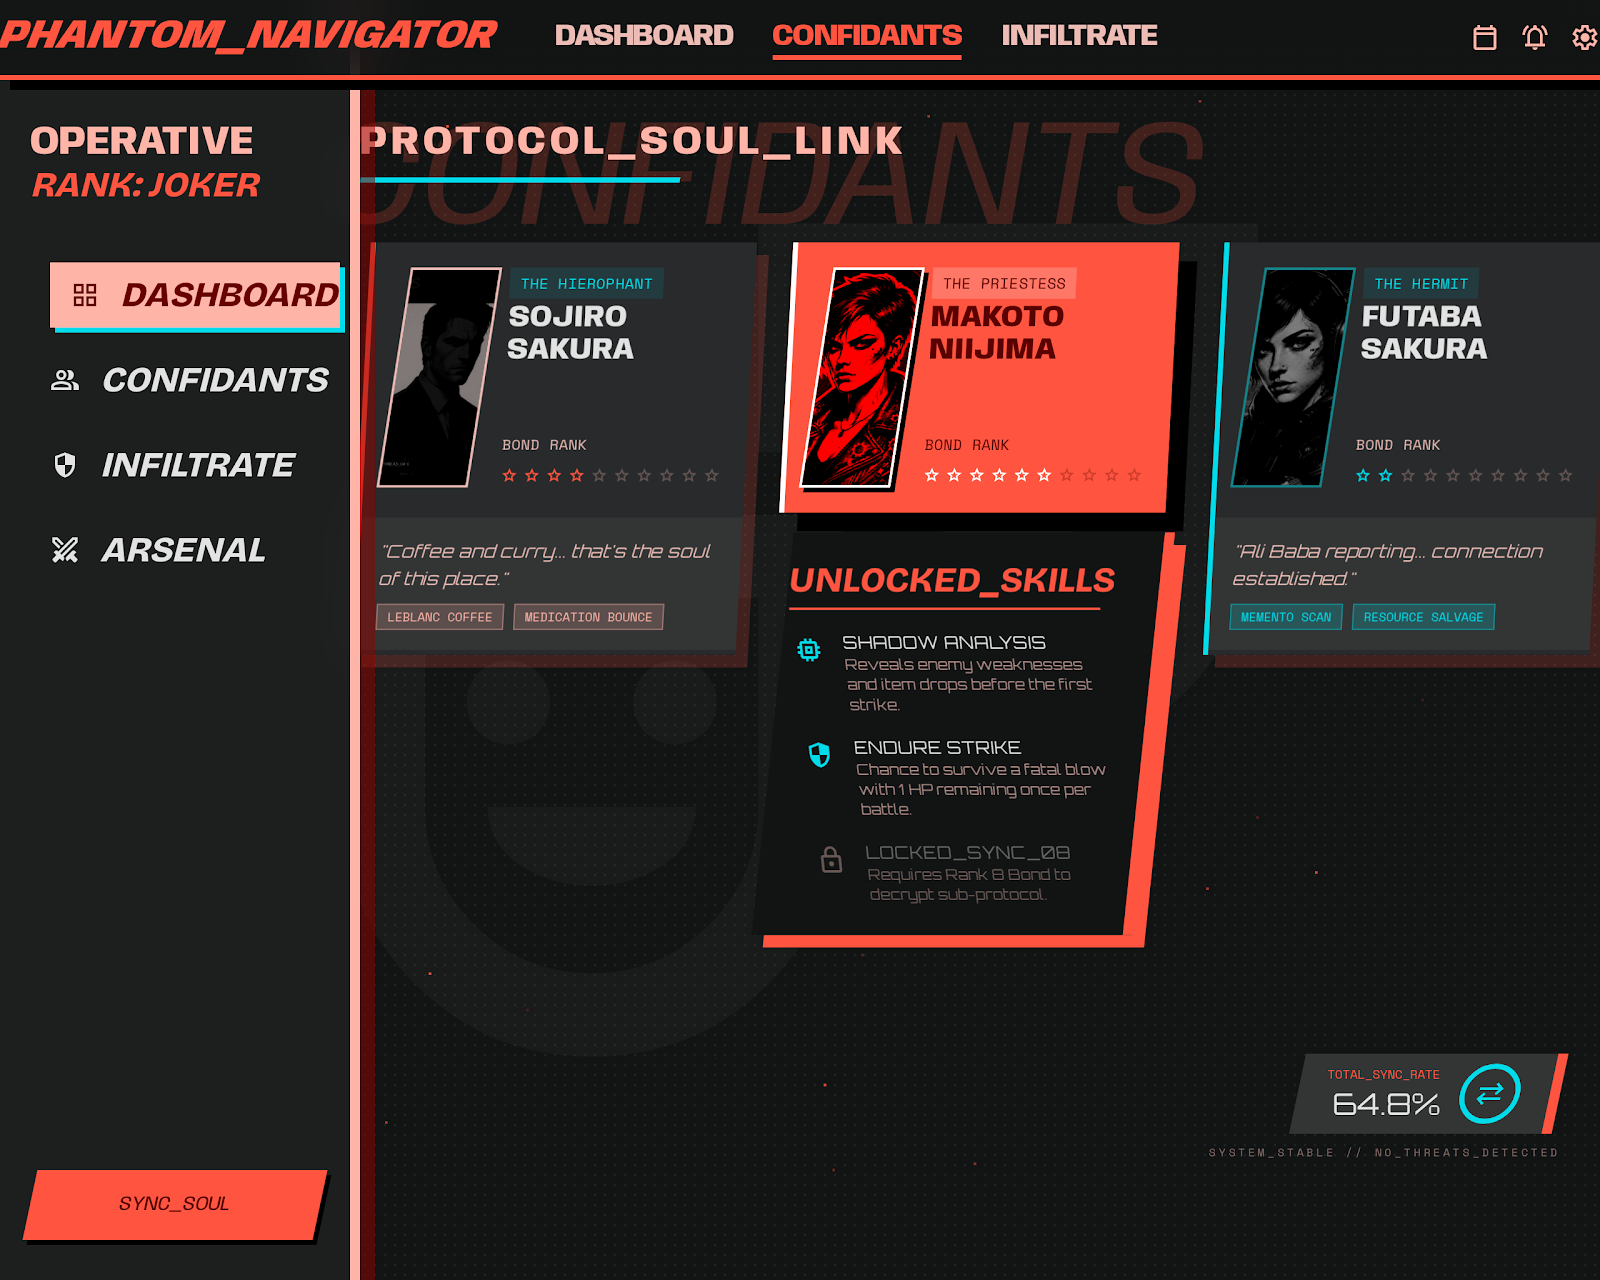 PHANTOM_NAVIGATOR
DASHBOARD
CONFIDANTS
INFILTRATE
OPERATIVE
RANK: JOKER
DASHBOARD
CONFIDANTS
INFILTRATE
ARSENAL
SYNC_SOUL
CONFIDANTS
PROTOCOL_SOUL_LINK
THE HIEROPHANT
SOJIRO
SAKURA
BOND RANK
"Coffee and curry... that's the soul
of this place."
LEBLANC COFFEE
MEDICATION BOUNCE
THE PRIESTESS
MAKOTO
NIIJIMA
BOND RANK
UNLOCKED_SKILLS
SHADOW ANALYSIS
Reveals enemy weaknesses
and item drops before the first
strike.
ENDURE STRIKE
Chance to survive a fatal blow
with 1 HP remaining once per
battle.
LOCKED_SYNC_08
Requires Rank 8 Bond to
decrypt sub-protocol.
THE HERMIT
FUTABA
SAKURA
BOND RANK
"Ali Baba reporting... connection
established."
MEMENTO SCAN
RESOURCE SALVAGE
TOTAL_SYNC_RATE
64.8%
SYSTEM_STABLE // NO_THREATS_DETECTED